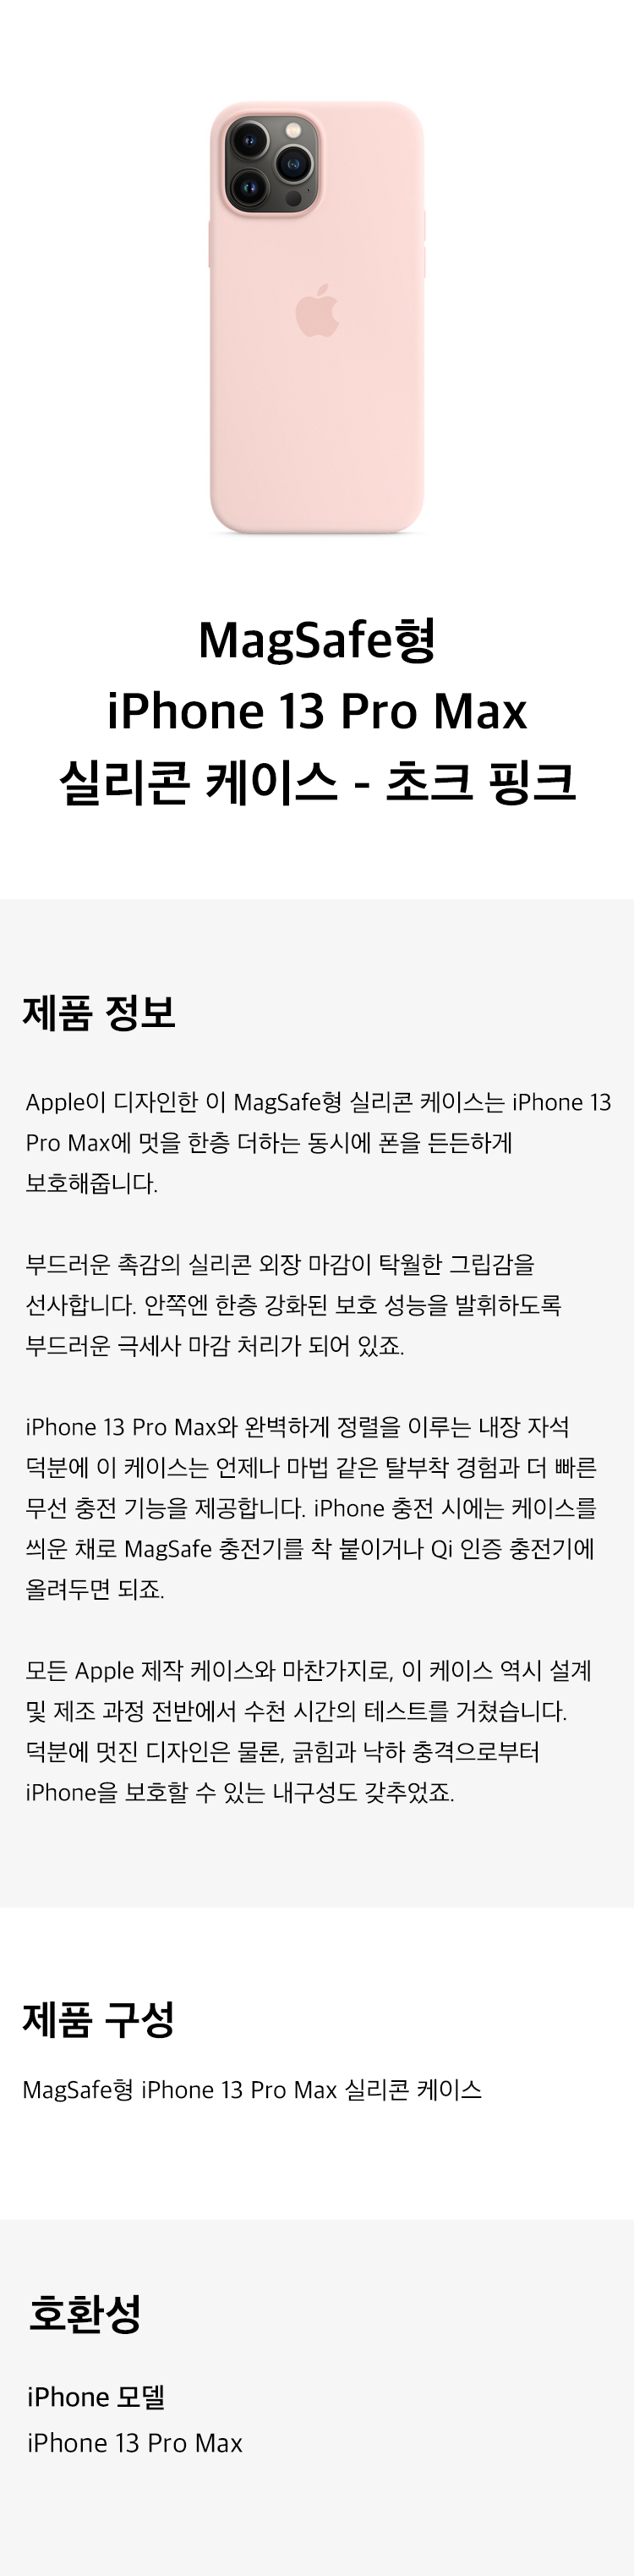 MagSafe형
iPhone 13 Pro Max
실리콘 케이스 - 초크 핑크
제품 정보
Apple이 디자인한 이 MagSafe형 실리콘 케이스는 iPhone 13
Pro Max에 멋을 한층 더하는 동시에 폰을 든든하게
보호해줍니다.
부드러운 촉감의 실리콘 외장 마감이 탁월한 그립감을
선사합니다. 안쪽엔 한층 강화된 보호 성능을 발휘하도록
부드러운 극세사 마감 처리가 되어 있죠.
iPhone 13 Pro Max와 완벽하게 정렬을 이루는 내장 자석
덕분에 이 케이스는 언제나 마법 같은 탈부착 경험과 더 빠른
무선 충전 기능을 제공합니다. iPhone 충전 시에는 케이스를
씌운 채로 MagSafe 충전기를 착 붙이거나 Qi 인증 충전기에
올려두면 되죠.
모든 Apple 제작 케이스와 마찬가지로, 이 케이스 역시 설계
및 제조 과정 전반에서 수천 시간의 테스트를 거쳤습니다.
덕분에 멋진 디자인은 물론, 긁힘과 낙하 충격으로부터
iPhone을 보호할 수 있는 내구성도 갖추었죠.
제품 구성
MagSafe형 iPhone 13 Pro Max 실리콘 케이스
호환성
iPhone 모델
iPhone 13 Pro Max